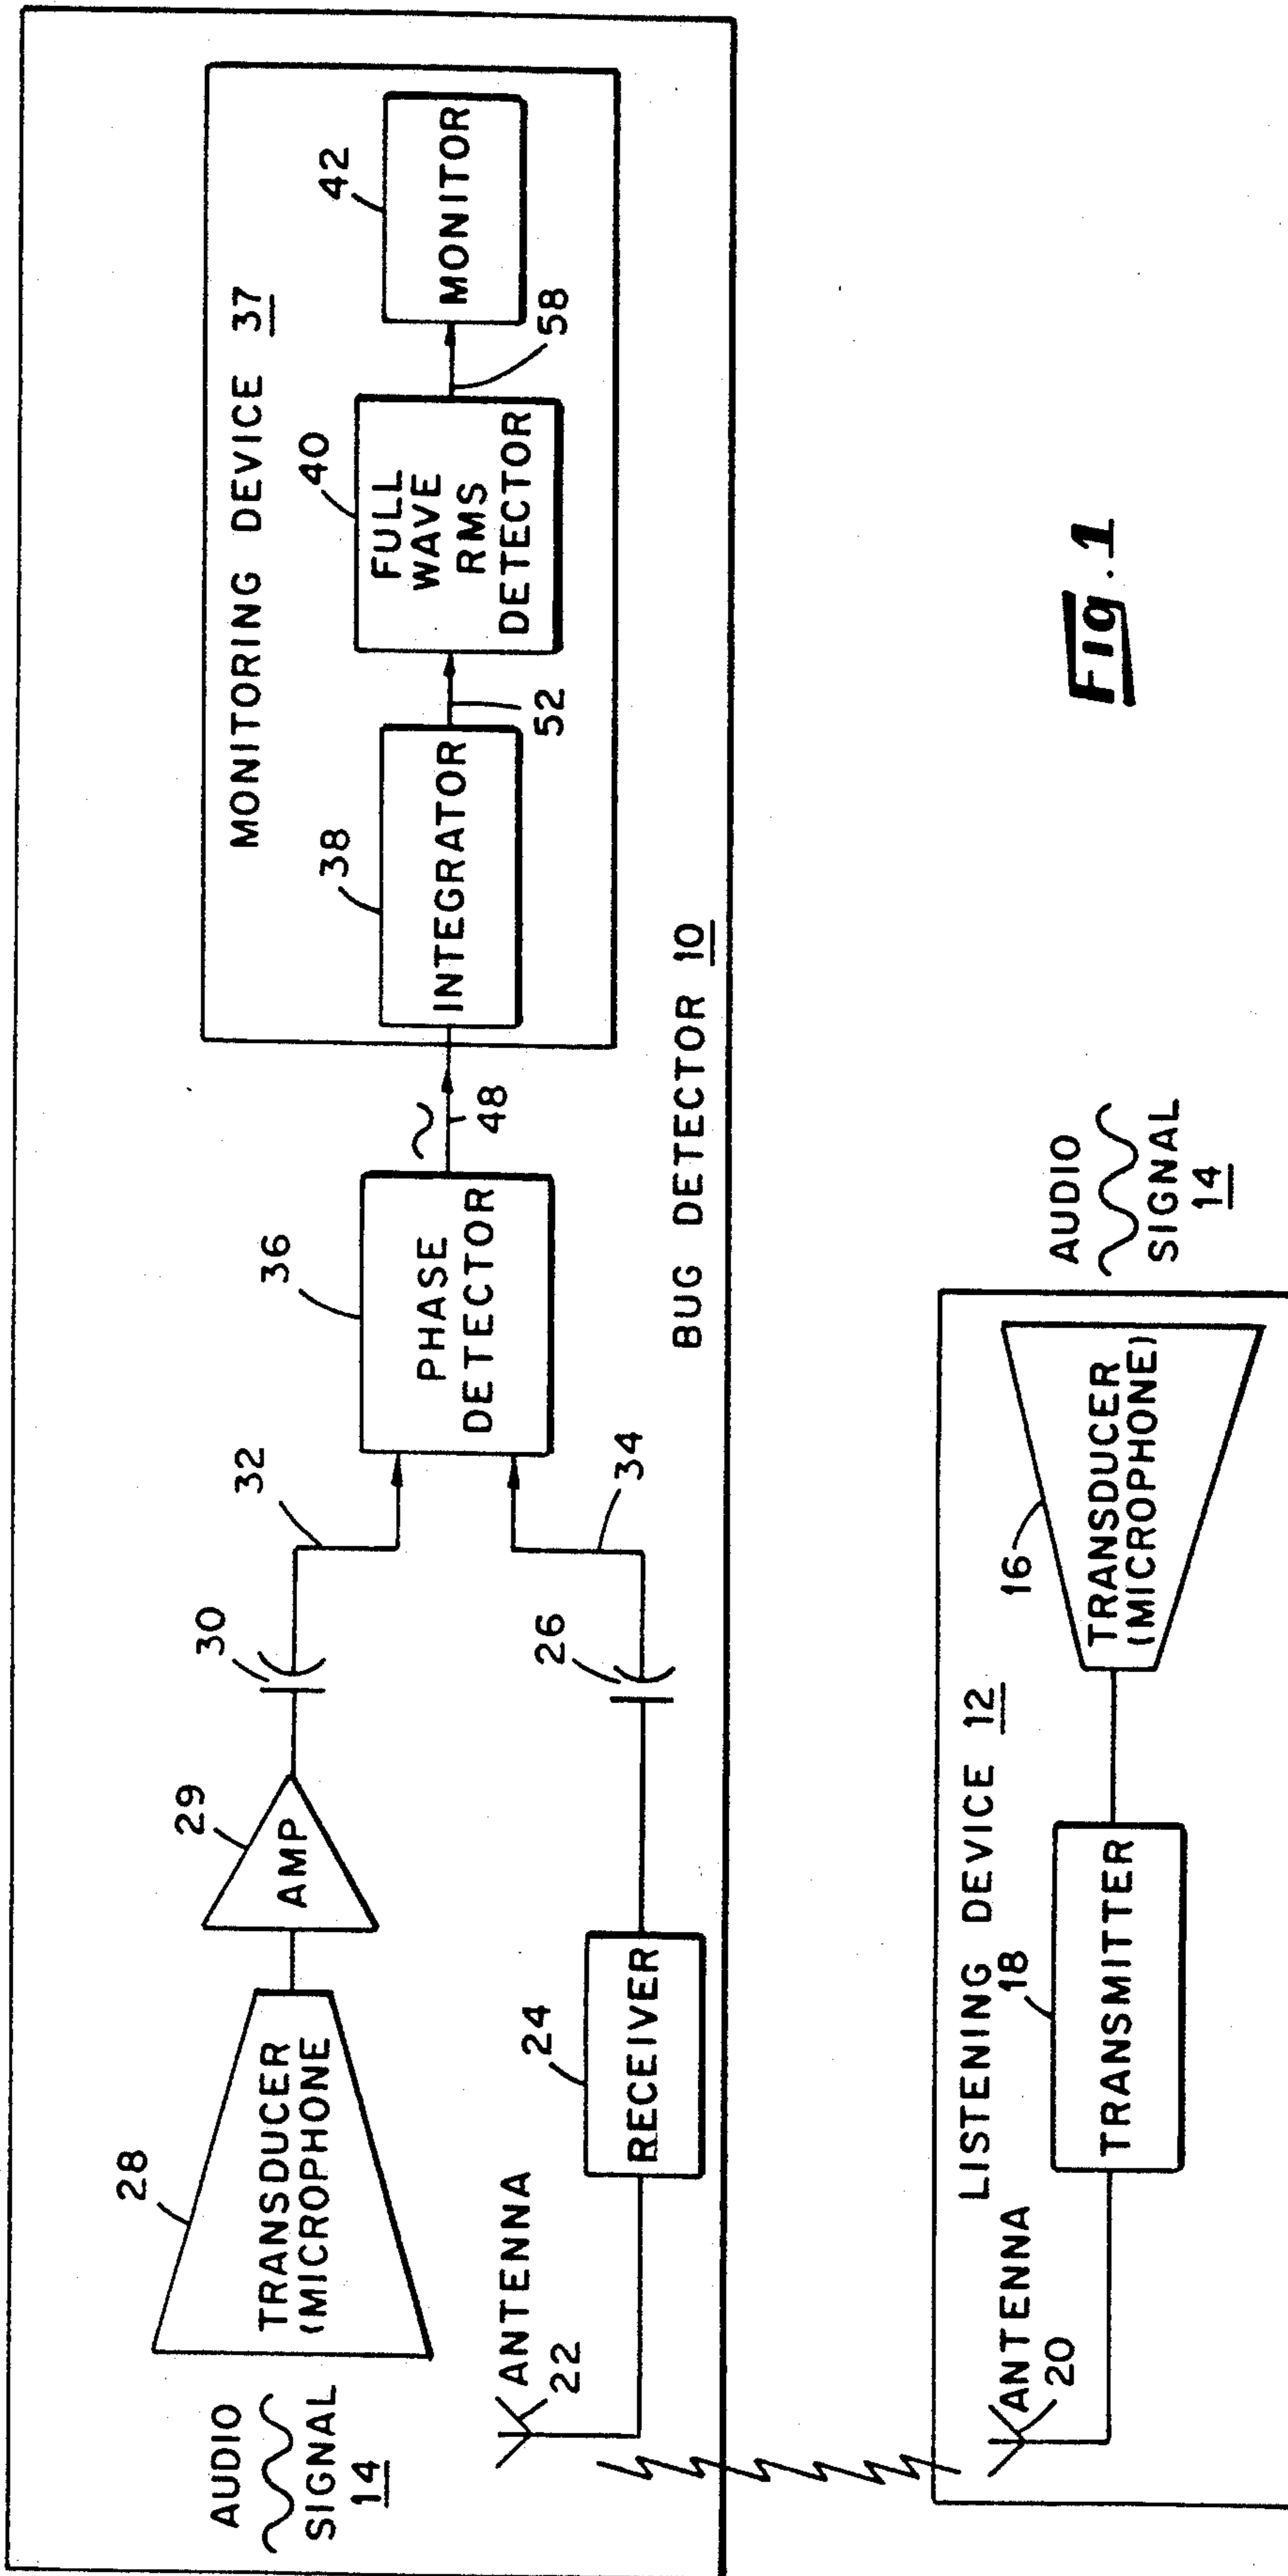 AUDIO
SIGNAL
14
28
TRANSDUCER
(MICROPHONE
29
AMP
30
32
ANTENNA
22
24
RECEIVER
26
34
36
PHASE
DETECTOR
48
MONITORING DEVICE 37
38
INTEGRATOR
52
40
FULL
WAVE
RMS
DETECTOR
58
42
MONITOR
BUG DETECTOR 10
LISTENING DEVICE 12
ANTENNA
20
18
TRANSMITTER
16
TRANSDUCER
(MICROPHONE)
AUDIO
SIGNAL
14
Fig. 1